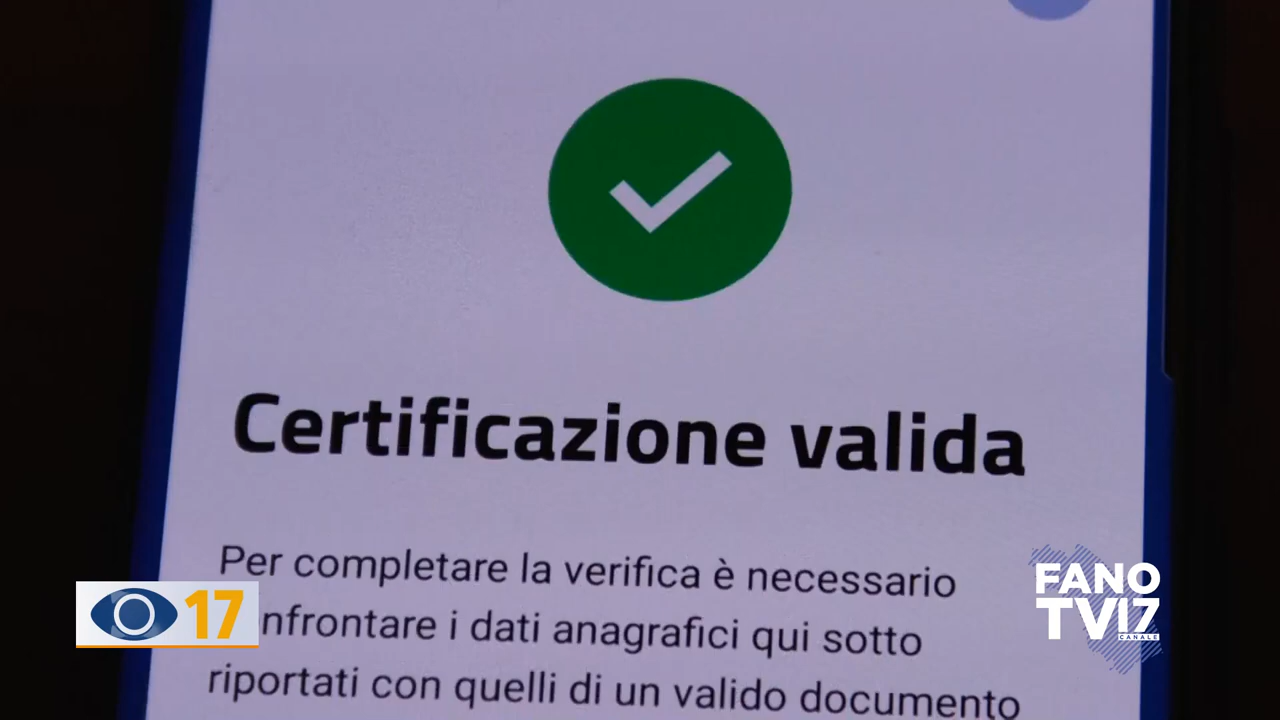 Certificazione valida
Per completare la verifica è necessario
nfrontare i dati anagrafici qui sotto
riportati con quelli di un valido documento
17
FANO
TV17
CANALE